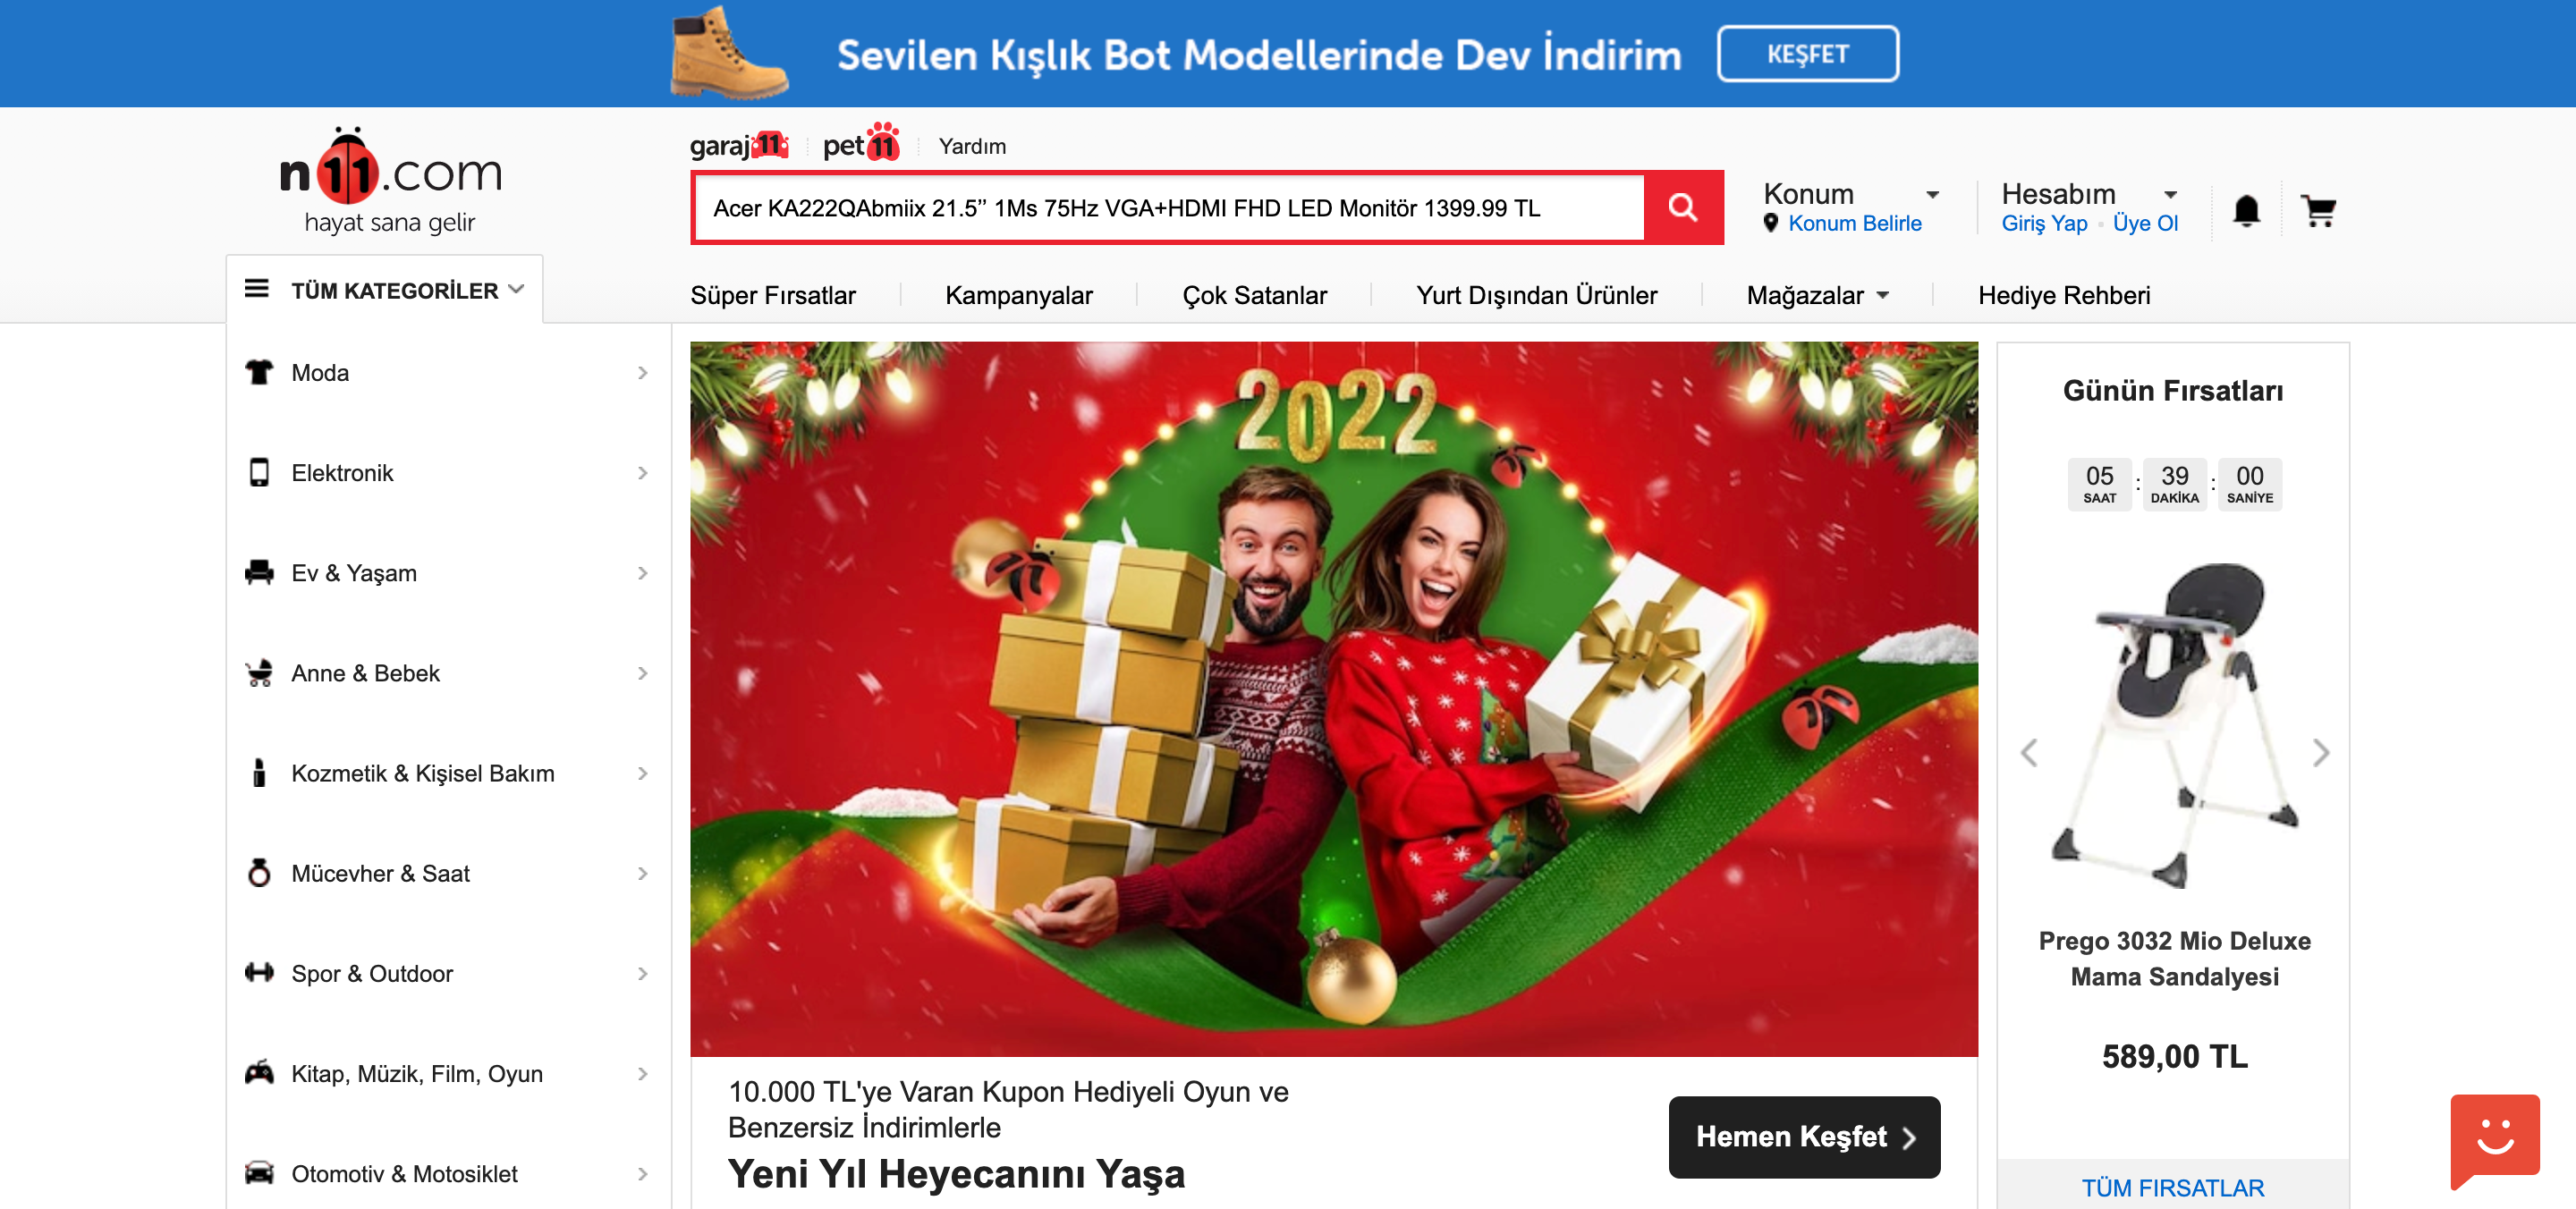 Sevilen Kışlık Bot Modellerinde Dev İndirim
KEŞFET
n11.com
hayat sana gelir
garaj11
pet11
Yardım
Acer KA222QAbmiix 21.5’’ 1Ms 75Hz VGA+HDMI FHD LED Monitör 1399.99 TL
Konum
Konum Belirle
Hesabım
Giriş Yap
Üye Ol
TÜM KATEGORİLER
Süper Fırsatlar
Kampanyalar
Çok Satanlar
Yurt Dışından Ürünler
Mağazalar
Hediye Rehberi
Moda
Elektronik
Ev & Yaşam
Anne & Bebek
Kozmetik & Kişisel Bakım
Mücevher & Saat
Spor & Outdoor
Kitap, Müzik, Film, Oyun
Otomotiv & Motosiklet
2022
10.000 TL'ye Varan Kupon Hediyeli Oyun ve
Benzersiz İndirimlerle
Yeni Yıl Heyecanını Yaşa
Hemen Keşfet
Günün Fırsatları
05 : 39 : 00
SAAT DAKİKA SANİYE
Prego 3032 Mio Deluxe
Mama Sandalyesi
589,00 TL
TÜM FIRSATLAR